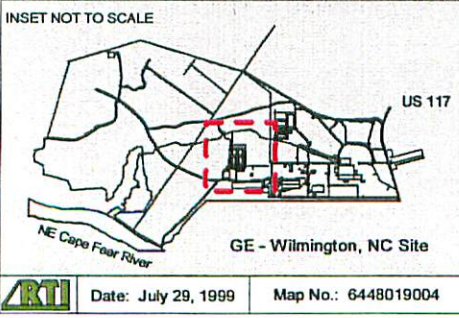 INSET NOT TO SCALE
US 117
NE Cape Fear River
GE - Wilmington, NC Site
RTI
Date: July 29, 1999
Map No.: 6448019004